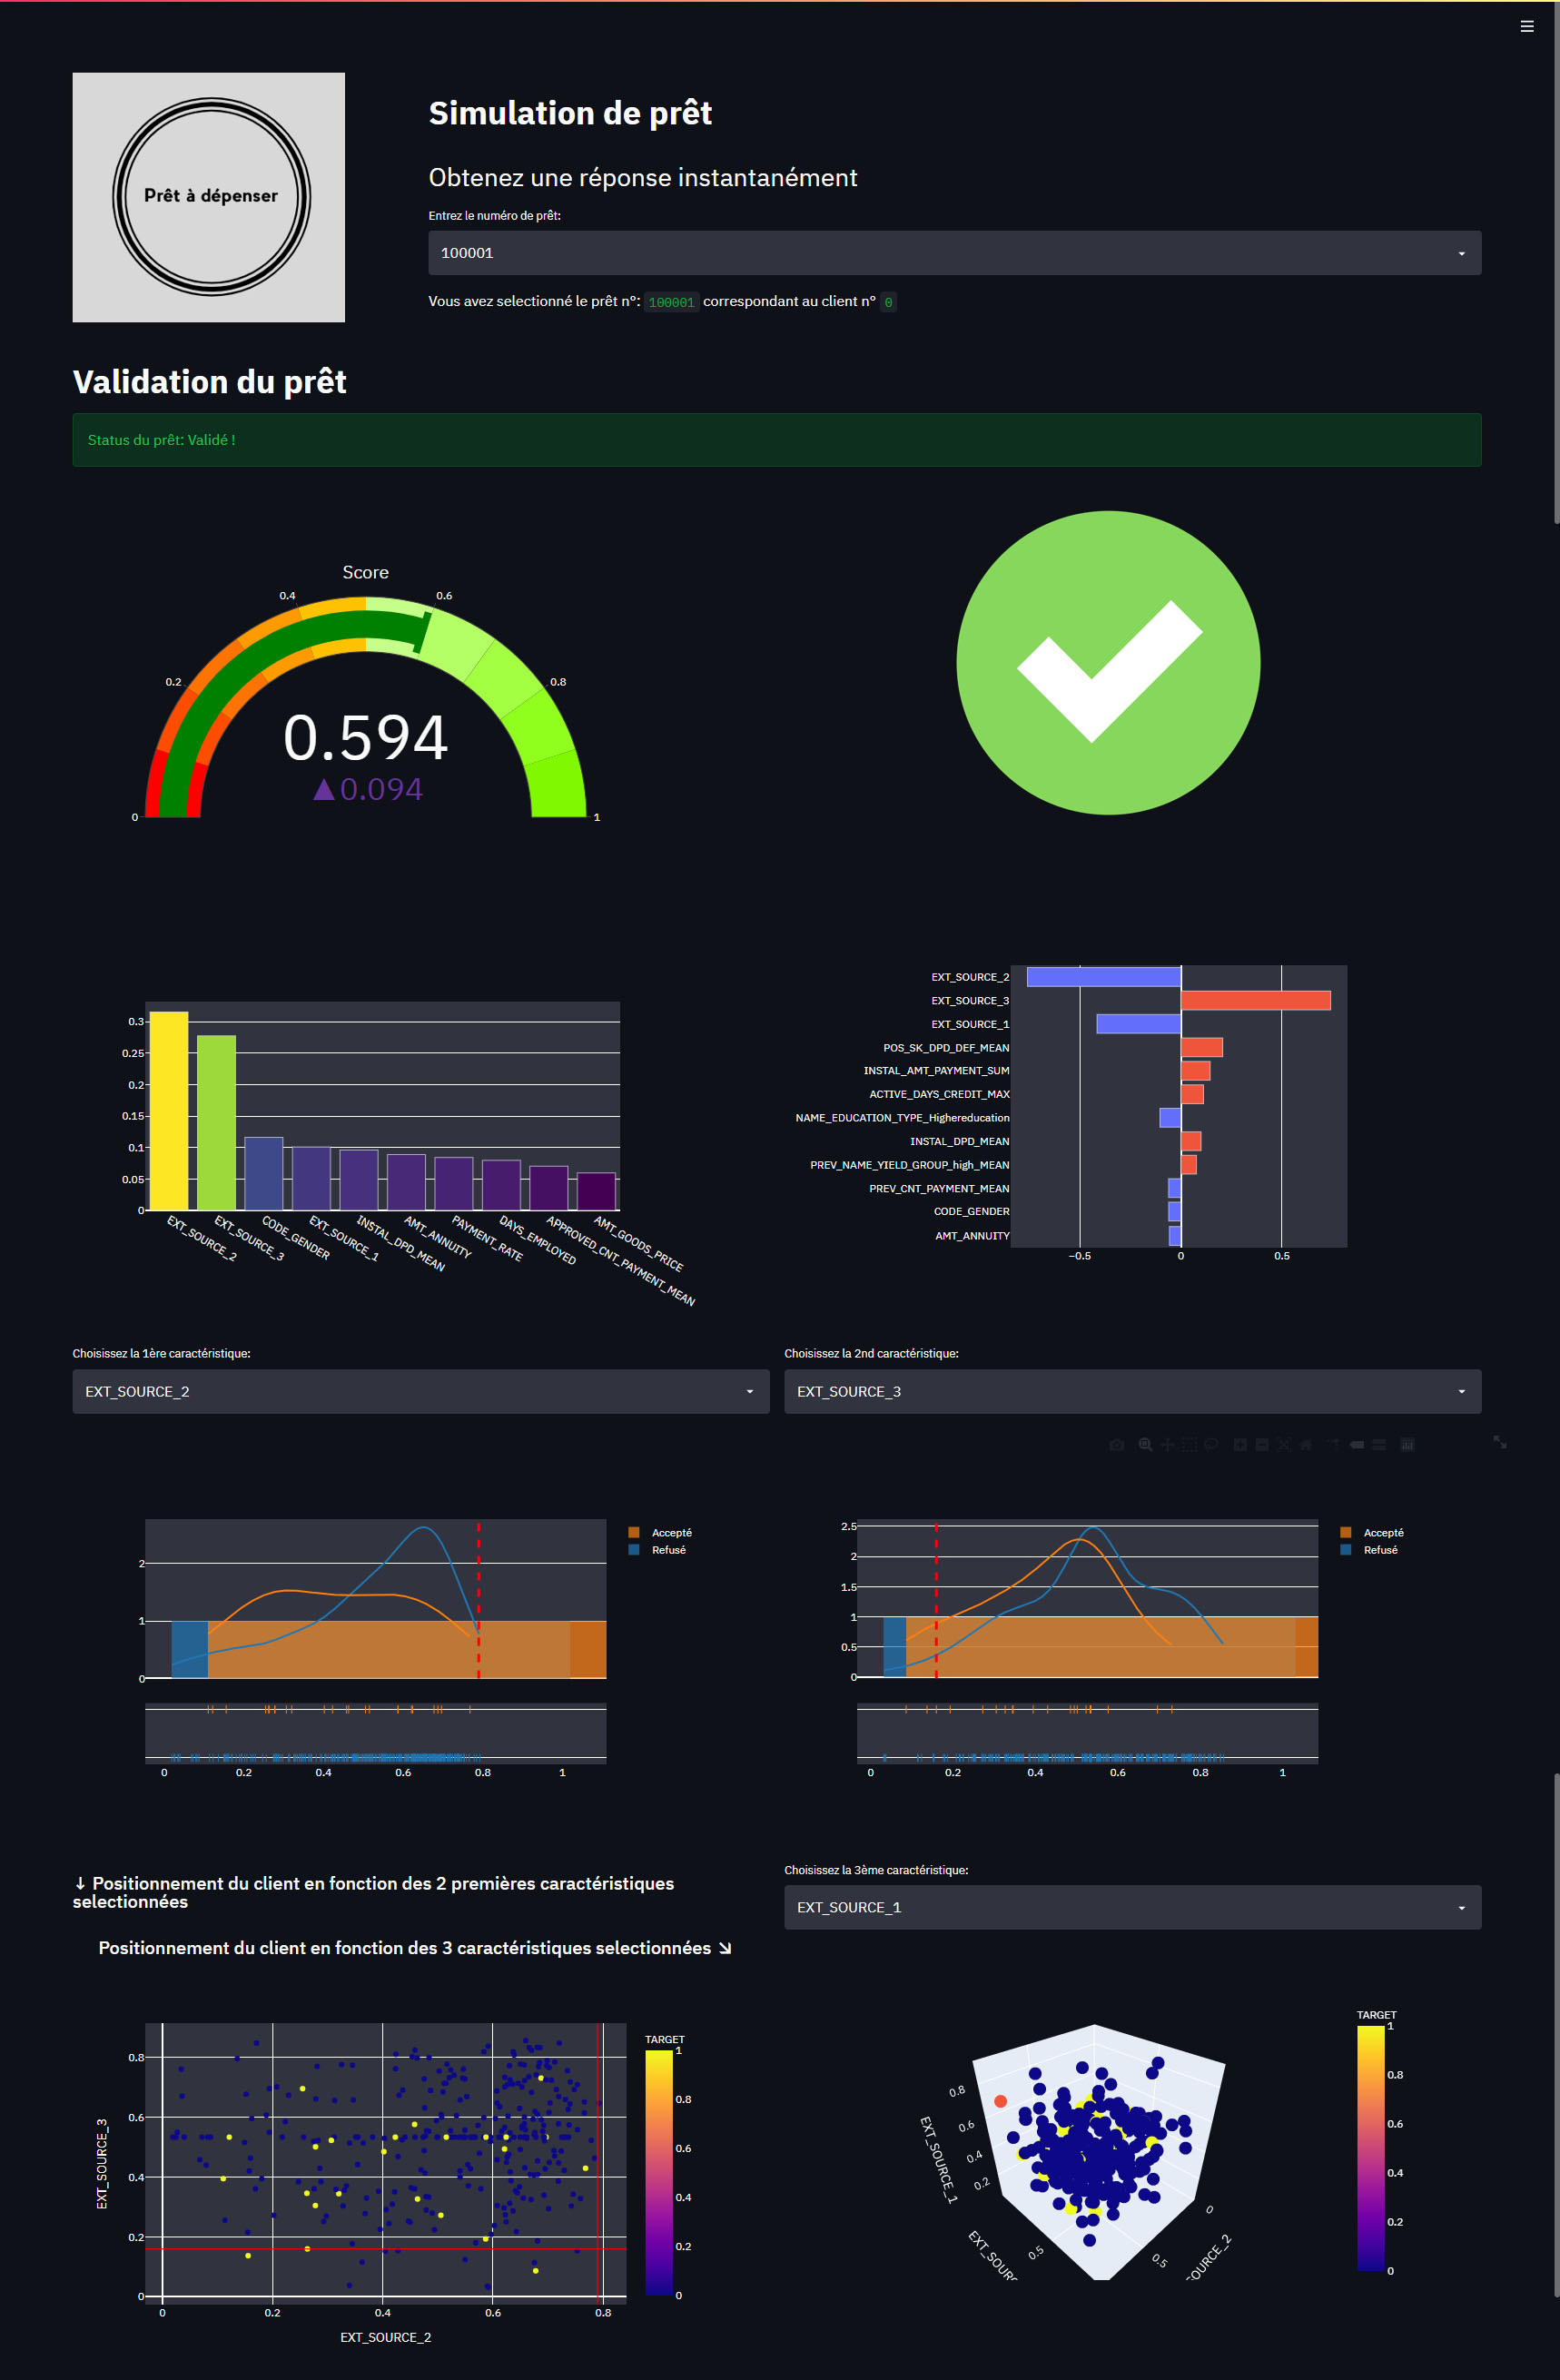 Prêt à dépenser
Simulation de prêt
Obtenez une réponse instantanément
Entrez le numéro de prêt:
100001
Vous avez selectionné le prêt n°: 100001 correspondant au client n° 0
Validation du prêt
Status du prêt: Validé !
Score
0
0.2
0.4
0.6
0.8
1
0.594
▲0.094
0.3
0.25
0.2
0.15
0.1
0.05
0
EXT_SOURCE_2
EXT_SOURCE_3
CODE_GENDER
EXT_SOURCE_1
INSTAL_DPD_MEAN
AMT_ANNUITY
PAYMENT_RATE
DAYS_EMPLOYED
APPROVED_CNT_PAYMENT_MEAN
AMT_GOODS_PRICE
EXT_SOURCE_2
EXT_SOURCE_3
EXT_SOURCE_1
POS_SK_DPD_DEF_MEAN
INSTAL_AMT_PAYMENT_SUM
ACTIVE_DAYS_CREDIT_MAX
NAME_EDUCATION_TYPE_Highereducation
INSTAL_DPD_MEAN
PREV_NAME_YIELD_GROUP_high_MEAN
PREV_CNT_PAYMENT_MEAN
CODE_GENDER
AMT_ANNUITY
−0.5 0 0.5
Choisissez la 1ère caractéristique:
EXT_SOURCE_2
Choisissez la 2nd caractéristique:
EXT_SOURCE_3
2
1
0
Accepté
Refusé
0 0.2 0.4 0.6 0.8 1
2.5
2
1.5
1
0.5
0
Accepté
Refusé
0 0.2 0.4 0.6 0.8 1
↓ Positionnement du client en fonction des 2 premières caractéristiques
selectionnées
Positionnement du client en fonction des 3 caractéristiques selectionnées ↘
Choisissez la 3ème caractéristique:
EXT_SOURCE_1
EXT_SOURCE_3
0.8
0.6
0.4
0.2
0
0 0.2 0.4 0.6 0.8
EXT_SOURCE_2
TARGET
1
0.8
0.6
0.4
0.2
0
EXT_SOURCE_1
0.8
0.6
0.4
0.2
EXT_SOURC
0.5
0.5
0
SOURCE_2
TARGET
1
0.8
0.6
0.4
0.2
0